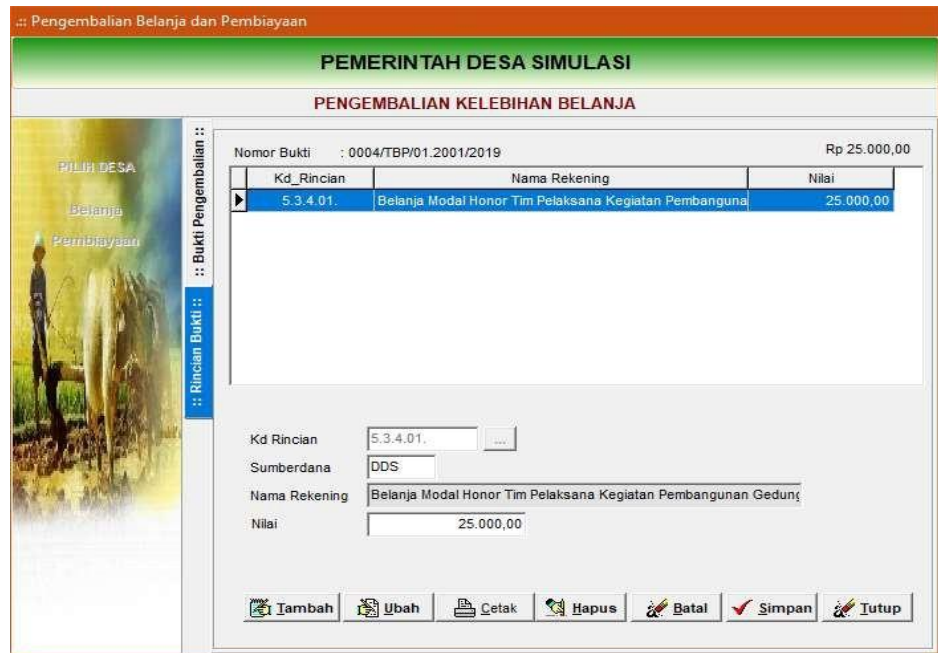 .:: Pengembalian Belanja dan Pembiayaan
PEMERINTAH DESA SIMULASI
PENGEMBALIAN KELEBIHAN BELANJA
PILIH DESA
Belanja
Pembiayaan
:: Bukti Pengembalian ::
:: Rincian Bukti ::
Nomor Bukti : 0004/TBP/01.2001/2019 Rp 25.000,00
Kd_Rincian Nama Rekening Nilai
5.3.4.01. Belanja Modal Honor Tim Pelaksana Kegiatan Pembanguna 25.000,00
Kd Rincian 5.3.4.01. ...
Sumberdana DDS
Nama Rekening Belanja Modal Honor Tim Pelaksana Kegiatan Pembangunan Gedung
Nilai 25.000,00
Tambah Ubah Cetak Hapus Batal Simpan Tutup